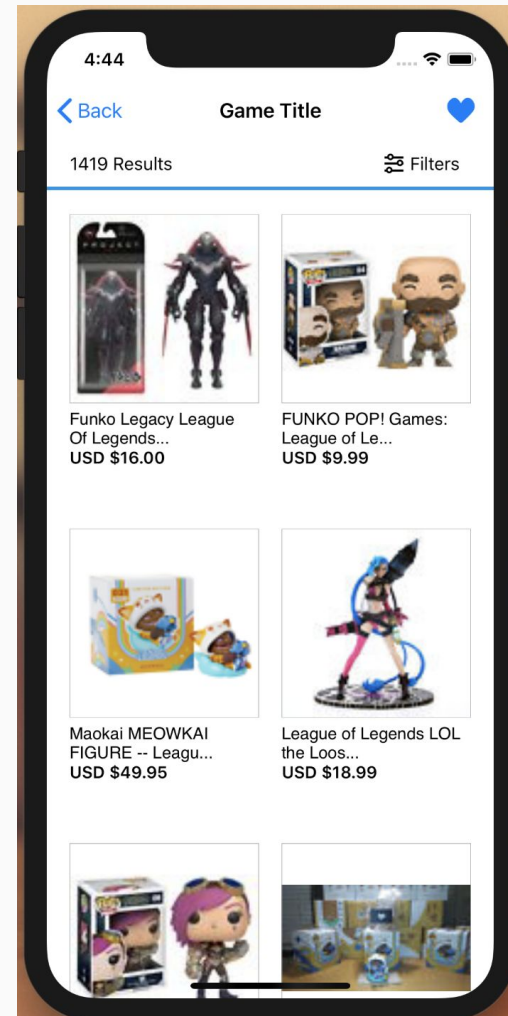 4:44
Back
Game Title
1419 Results
Filters
PROJECT
Funko Legacy League
Of Legends...
USD $16.00
FUNKO POP! Games:
League of Le...
USD $9.99
Maokai MEOWKAI
FIGURE -- Leagu...
USD $49.95
League of Legends LOL
the Loos...
USD $18.99